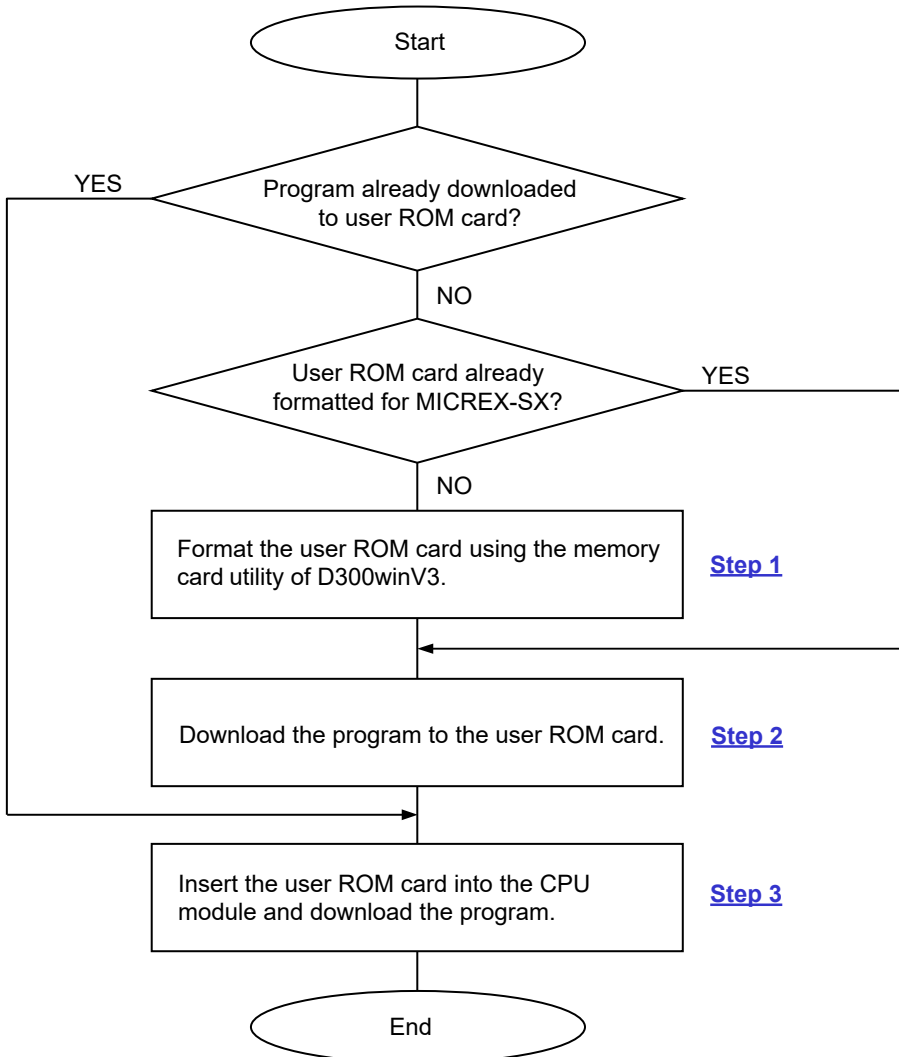 Start
YES
Program already downloaded
to user ROM card?
NO
User ROM card already
formatted for MICREX-SX?
YES
NO
Format the user ROM card using the memory
card utility of D300winV3.
Step 1
Download the program to the user ROM card.
Step 2
Insert the user ROM card into the CPU
module and download the program.
Step 3
End